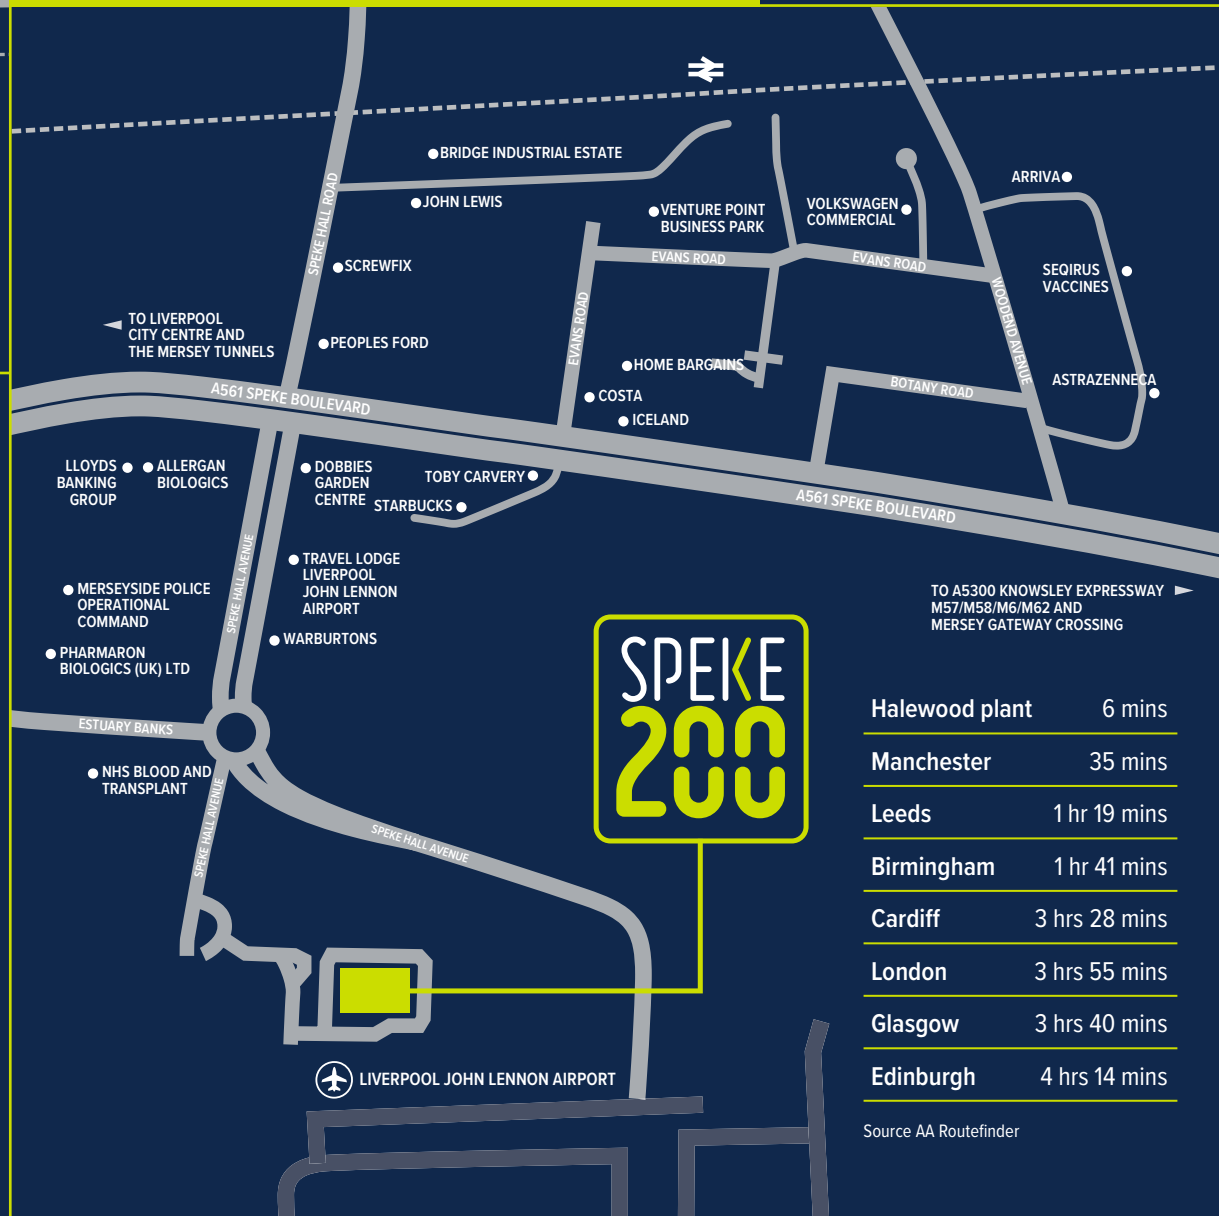 BRIDGE INDUSTRIAL ESTATE
JOHN LEWIS
SPEKE HALL ROAD
SCREWFIX
PEOPLES FORD
TO LIVERPOOL
CITY CENTRE AND
THE MERSEY TUNNELS
VENTURE POINT
BUSINESS PARK
VOLKSWAGEN
COMMERCIAL
ARRIVA
EVANS ROAD
EVANS ROAD
EVANS ROAD
SEQIRUS
VACCINES
WOODEND AVENUE
HOME BARGAINS
COSTA
ICELAND
BOTANY ROAD
ASTRAZENNECA
A561 SPEKE BOULEVARD
A561 SPEKE BOULEVARD
LLOYDS
BANKING
GROUP
ALLERGAN
BIOLOGICS
DOBBIES
GARDEN
CENTRE
TOBY CARVERY
STARBUCKS
SPEKE HALL AVENUE
TRAVEL LODGE
LIVERPOOL
JOHN LENNON
AIRPORT
MERSEYSIDE POLICE
OPERATIONAL
COMMAND
WARBURTONS
PHARMARON
BIOLOGICS (UK) LTD
TO A5300 KNOWSLEY EXPRESSWAY
M57/M58/M6/M62 AND
MERSEY GATEWAY CROSSING
ESTUARY BANKS
NHS BLOOD AND
TRANSPLANT
SPEKE HALL AVENUE
SPEKE HALL AVENUE
SPEKE
200
LIVERPOOL JOHN LENNON AIRPORT
Halewood plant 6 mins
Manchester 35 mins
Leeds 1 hr 19 mins
Birmingham 1 hr 41 mins
Cardiff 3 hrs 28 mins
London 3 hrs 55 mins
Glasgow 3 hrs 40 mins
Edinburgh 4 hrs 14 mins
Source AA Routefinder